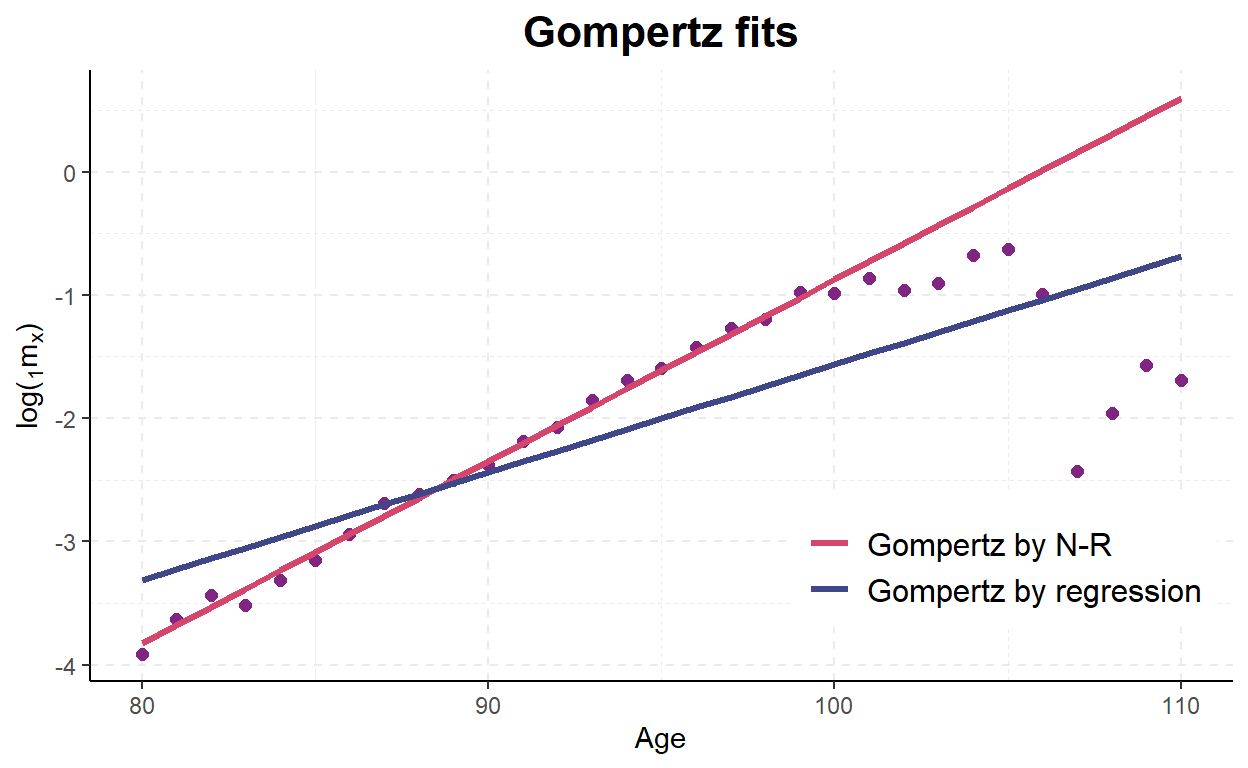 Gompertz fits
log(₁mₓ)
0
-1
-2
-3
-4
Gompertz by N-R
Gompertz by regression
80 90 100 110
Age